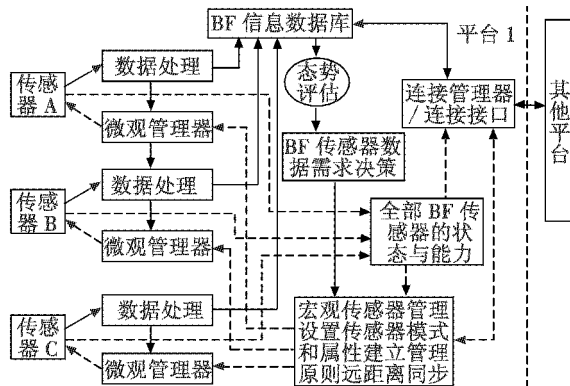 BF 信息数据库
平台 1
数据处理
传感
器 A
态势
评估
连接管理器
/ 连接接口
其他平台
微观管理器
BF 传感器数
据需求决策
数据处理
传感
器 B
全部 BF 传
感器的状
态与能力
微观管理器
数据处理
宏观传感器管理
设置传感器模式
和属性建立管理
原则远距离同步
传感
器 C
微观管理器